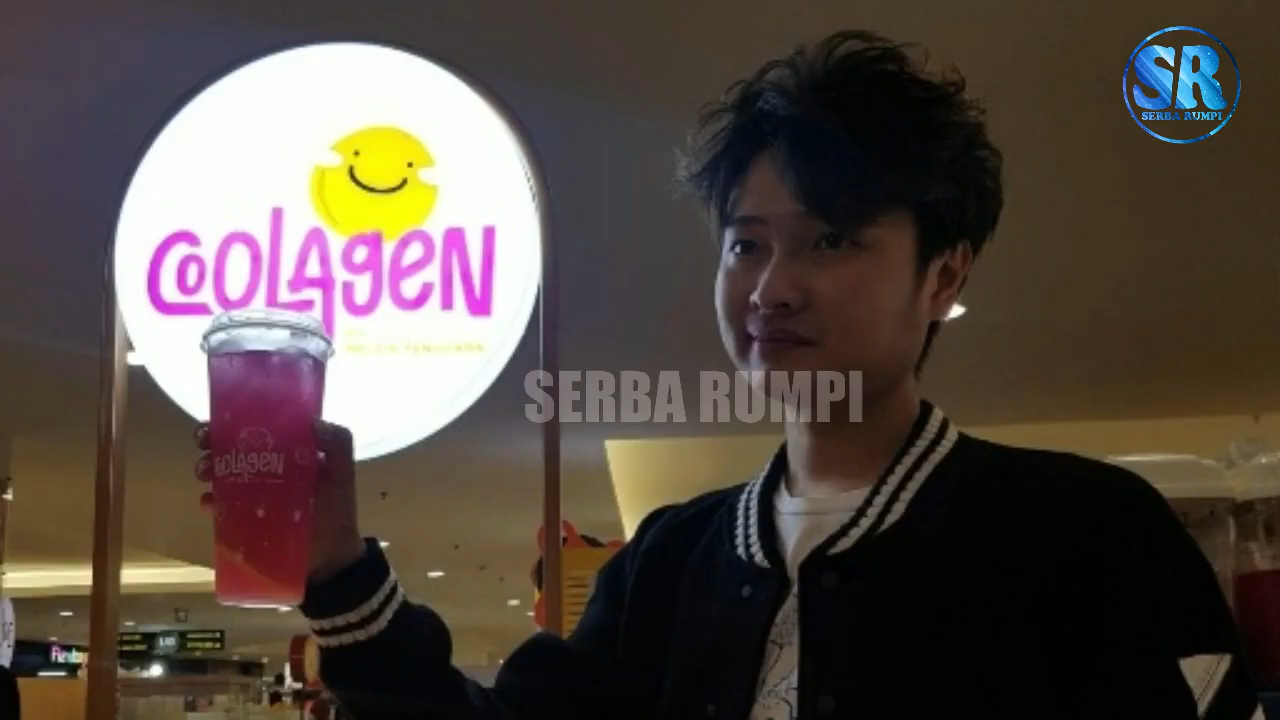 SR
SERBA RUMPI
COOLAGEN
COOLAGEN
SERBA RUMPI